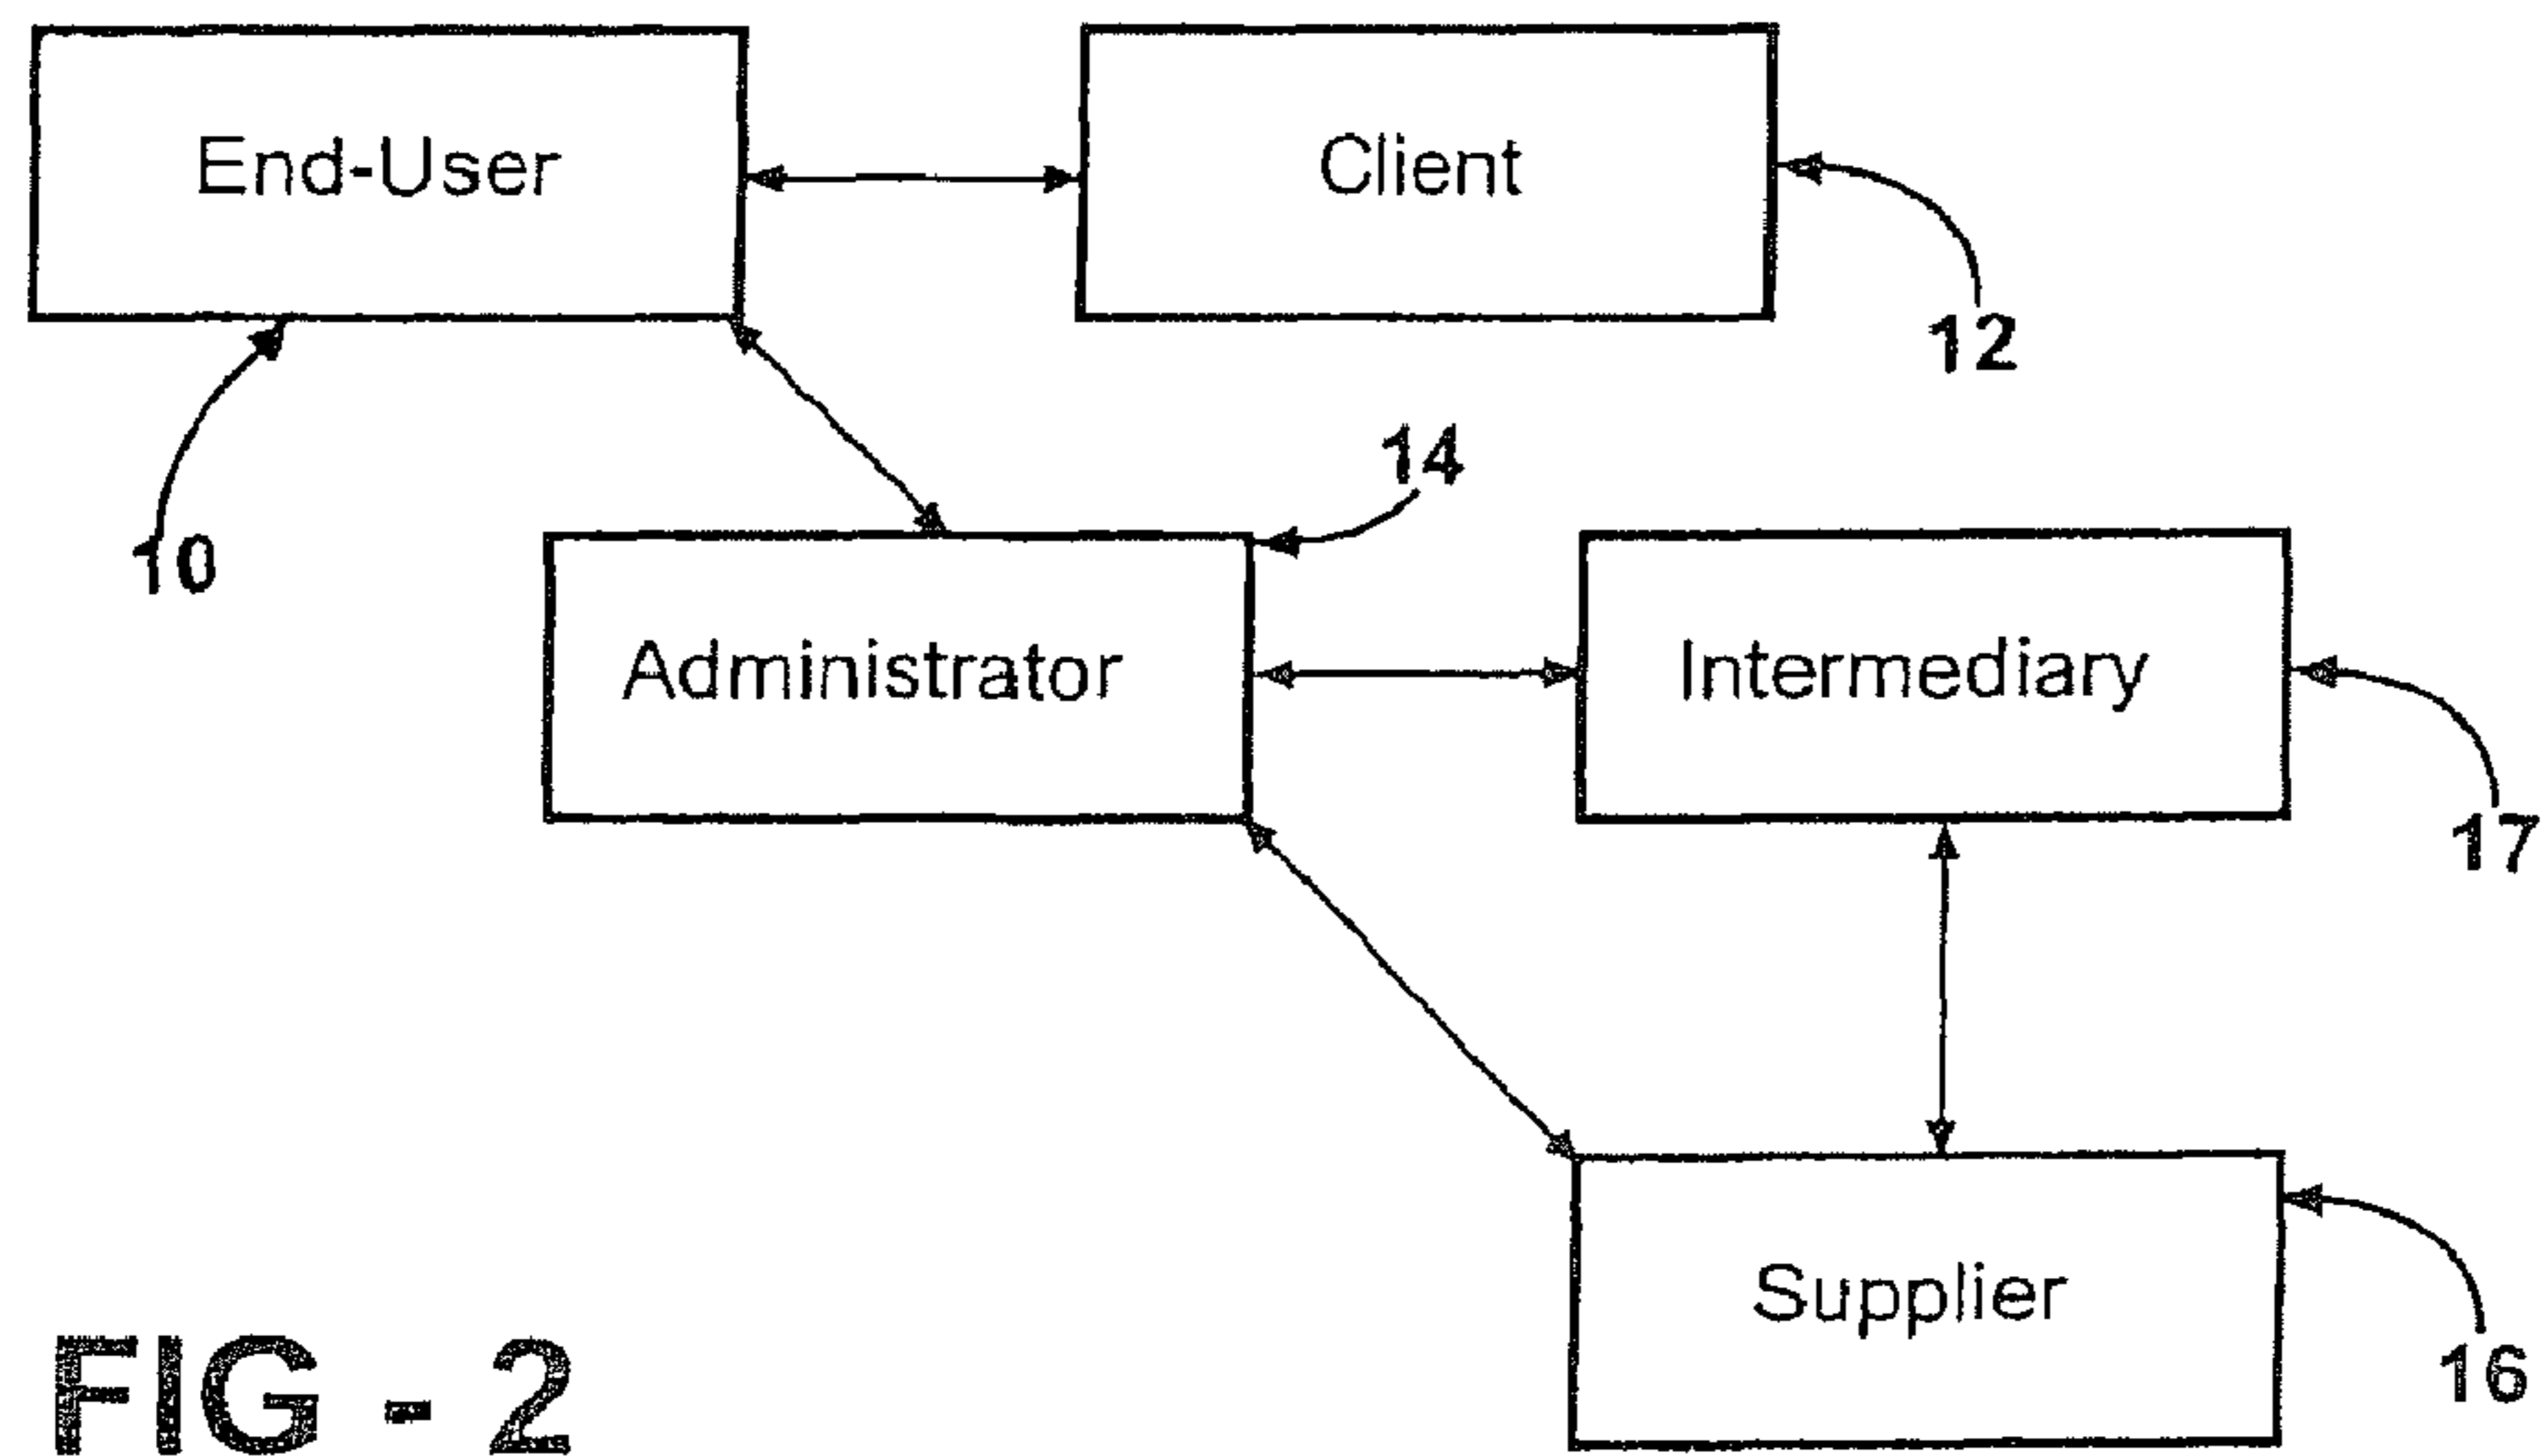 End-User
Client
12
14
10
Administrator
Intermediary
17
Supplier
16
FIG - 2